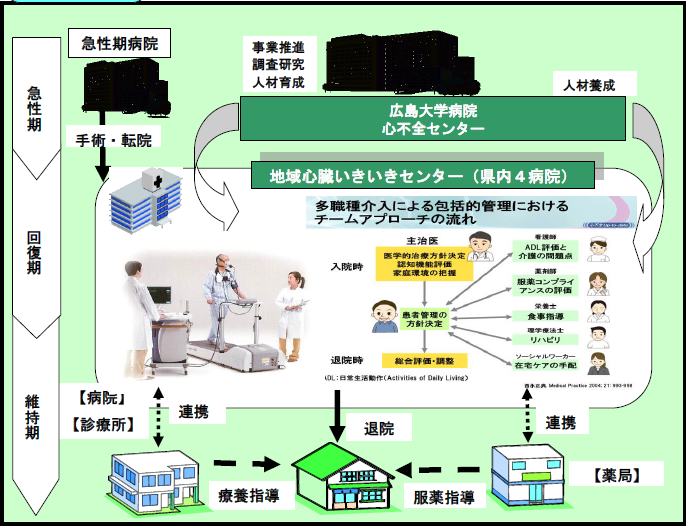 急性期病院
事業推進
調査研究
人材育成
人材養成
広島大学病院
心不全センター
急性期
手術・転院
地域心臓いきいきセンター（県内４病院）
多職種介入による包括的管理における
チームアプローチの流れ
回復期
主治医
入院時
医学的治療方針決定
認知機能評価
家庭環境の把握
患者管理の
方針決定
退院時
総合評価・調整
看護師
ADL評価と
介護の問題点
薬剤師
服薬コンプライ
アンスの評価
栄養士
食事指導
理学療法士
リハビリ
ソーシャルワーカー
在宅ケアの手配
ADL：日常生活動作(Activities of Daily Living)
Medical Practice 2004; 21: 993-998
維持期
【病院】
【診療所】
連携
退院
連携
療養指導
服薬指導
【薬局】